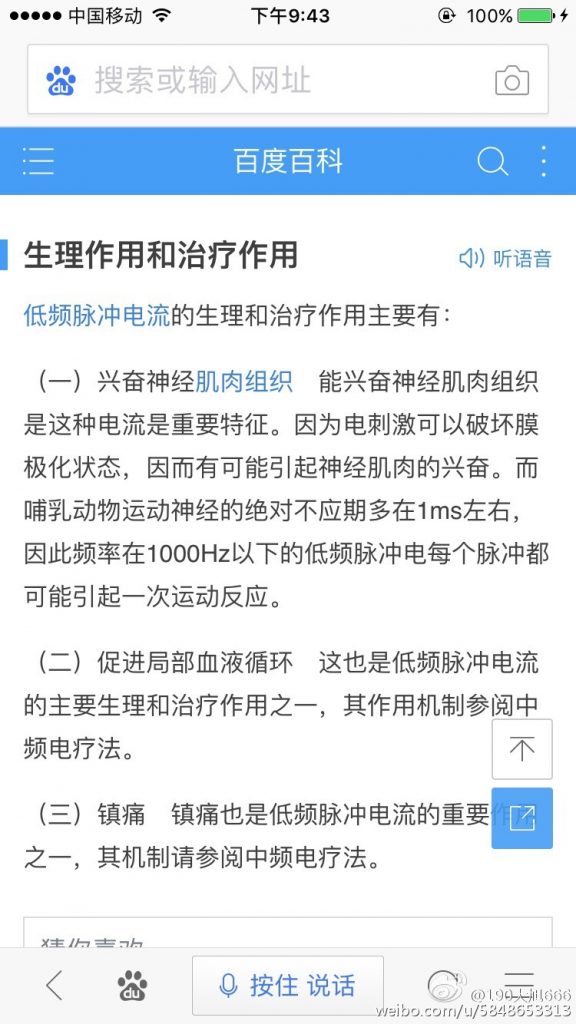 中国移动 下午9:43 100%
du 搜索或输入网址
百度百科
生理作用和治疗作用 听语音
低频脉冲电流的生理和治疗作用主要有：
（一）兴奋神经肌肉组织　能兴奋神经肌肉组织
是这种电流是重要特征。因为电刺激可以破坏膜
极化状态，因而有可能引起神经肌肉的兴奋。而
哺乳动物运动神经的绝对不应期多在1ms左右，
因此频率在1000Hz以下的低频脉冲电每个脉冲都
可能引起一次运动反应。
（二）促进局部血液循环　这也是低频脉冲电流
的主要生理和治疗作用之一，其作用机制参阅中
频电疗法。
（三）镇痛　镇痛也是低频脉冲电流的重要作用
之一，其机制请参阅中频电疗法。
猜你喜欢
du 按住 说话
weibo.com/u/5848653313